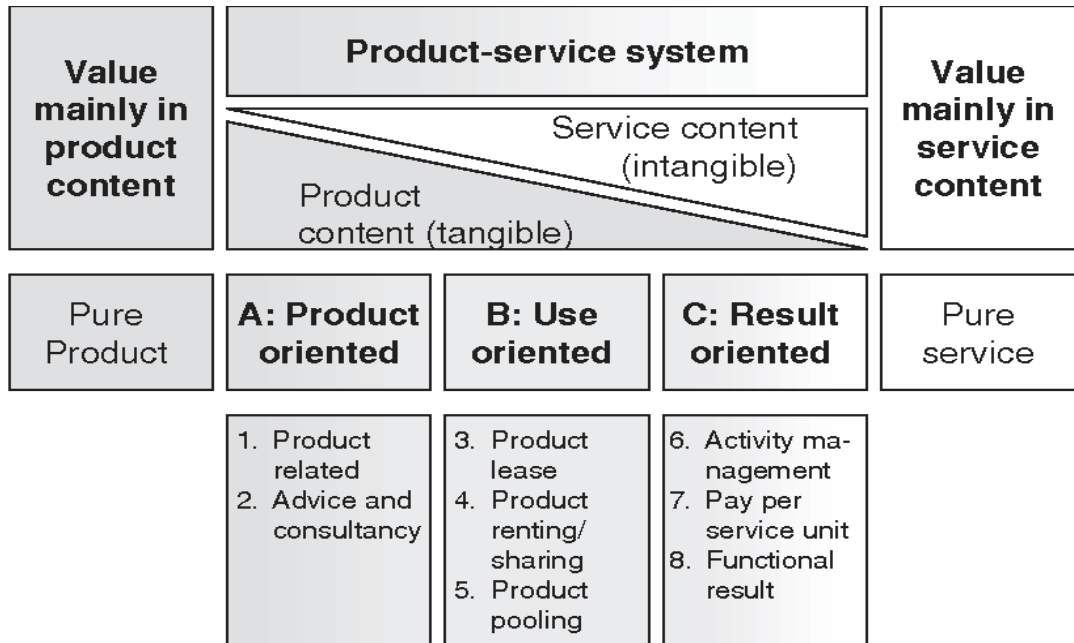 Value
mainly in
product
content
Product-service system
Service content
(intangible)
Product
content (tangible)
Value
mainly in
service
content
Pure
Product
A: Product
oriented
B: Use
oriented
C: Result
oriented
Pure
service
1. Product
related
2. Advice and
consultancy
3. Product
lease
4. Product
renting/
sharing
5. Product
pooling
6. Activity ma-
nagement
7. Pay per
service unit
8. Functional
result